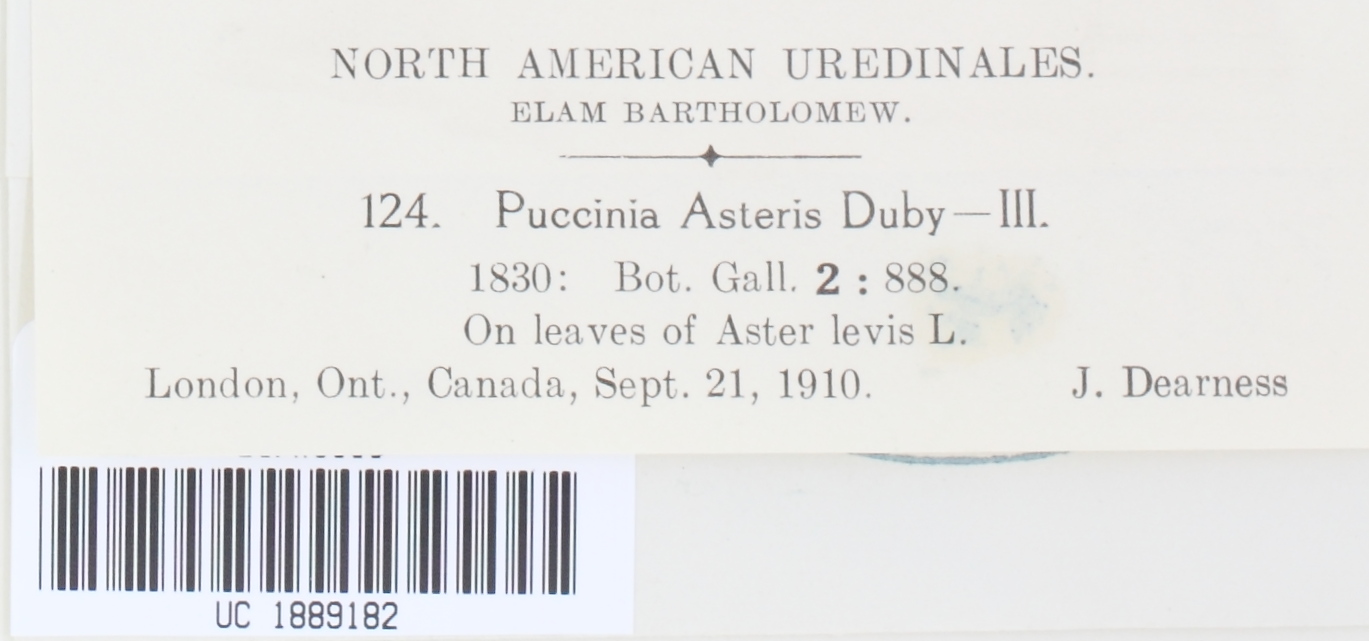 NORTH AMERICAN UREDINALES.
ELAM BARTHOLOMEW.
124. Puccinia Asteris Duby—III.
1830: Bot. Gall. 2 : 888.
On leaves of Aster levis L.
London, Ont., Canada, Sept. 21, 1910. J. Dearness
UC 1889182